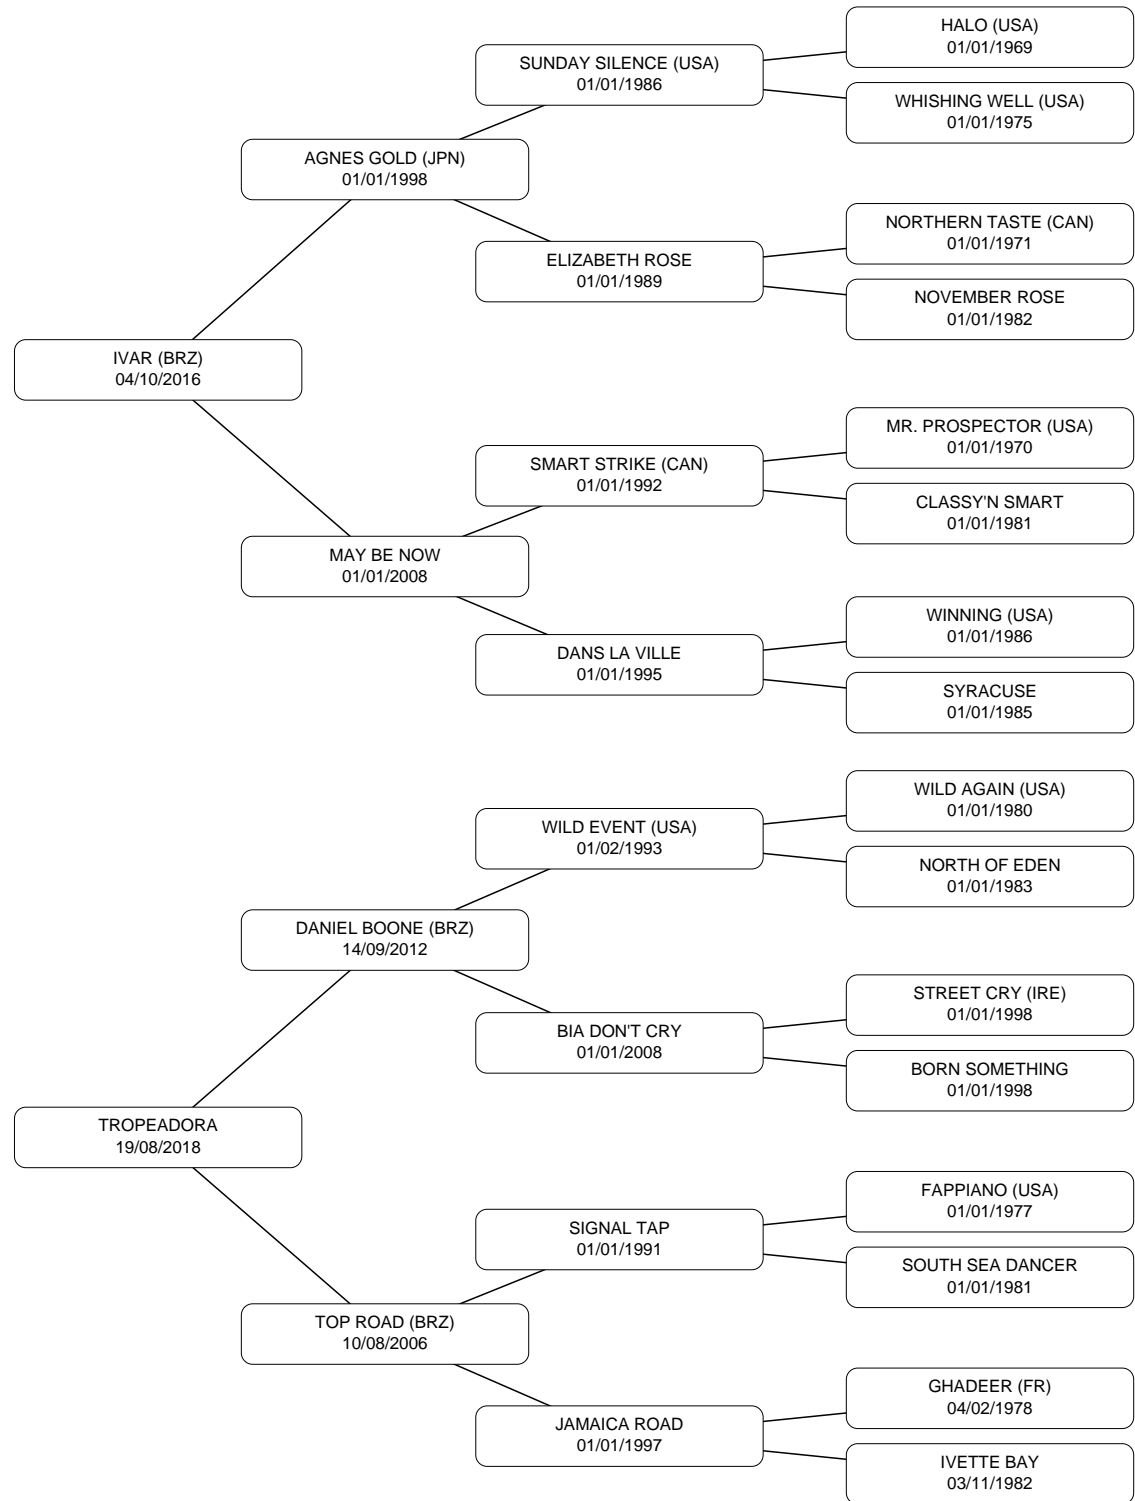 HALO (USA)
01/01/1969
SUNDAY SILENCE (USA)
01/01/1986
WHISHING WELL (USA)
01/01/1975
AGNES GOLD (JPN)
01/01/1998
NORTHERN TASTE (CAN)
01/01/1971
ELIZABETH ROSE
01/01/1989
NOVEMBER ROSE
01/01/1982
IVAR (BRZ)
04/10/2016
MR. PROSPECTOR (USA)
01/01/1970
SMART STRIKE (CAN)
01/01/1992
CLASSY'N SMART
01/01/1981
MAY BE NOW
01/01/2008
WINNING (USA)
01/01/1986
DANS LA VILLE
01/01/1995
SYRACUSE
01/01/1985
WILD AGAIN (USA)
01/01/1980
WILD EVENT (USA)
01/02/1993
NORTH OF EDEN
01/01/1983
DANIEL BOONE (BRZ)
14/09/2012
STREET CRY (IRE)
01/01/1998
BIA DON'T CRY
01/01/2008
BORN SOMETHING
01/01/1998
TROPEADORA
19/08/2018
FAPPIANO (USA)
01/01/1977
SIGNAL TAP
01/01/1991
SOUTH SEA DANCER
01/01/1981
TOP ROAD (BRZ)
10/08/2006
GHADEER (FR)
04/02/1978
JAMAICA ROAD
01/01/1997
IVETTE BAY
03/11/1982